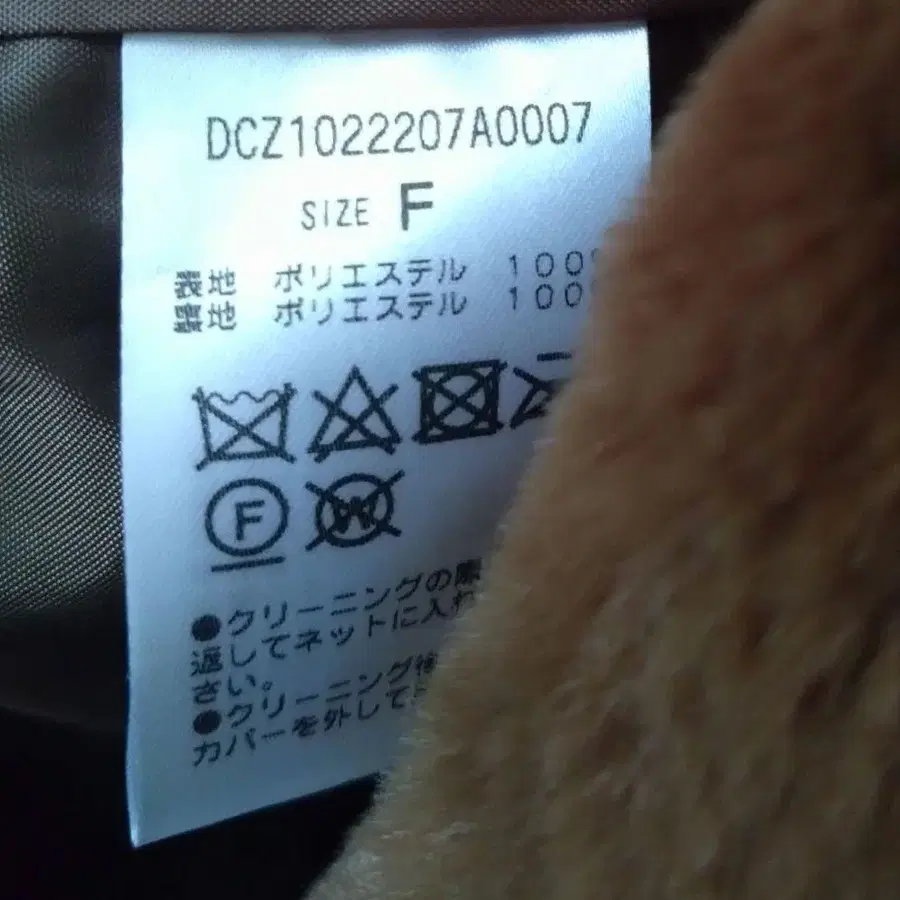 DCZ1022207A0007
SIZE F
地 ポリエステル 100%
地 ポリエステル 100
F
W
●クリーニングの際
返してネットに入れ
さい。
●クリーニング後
カバーを外して